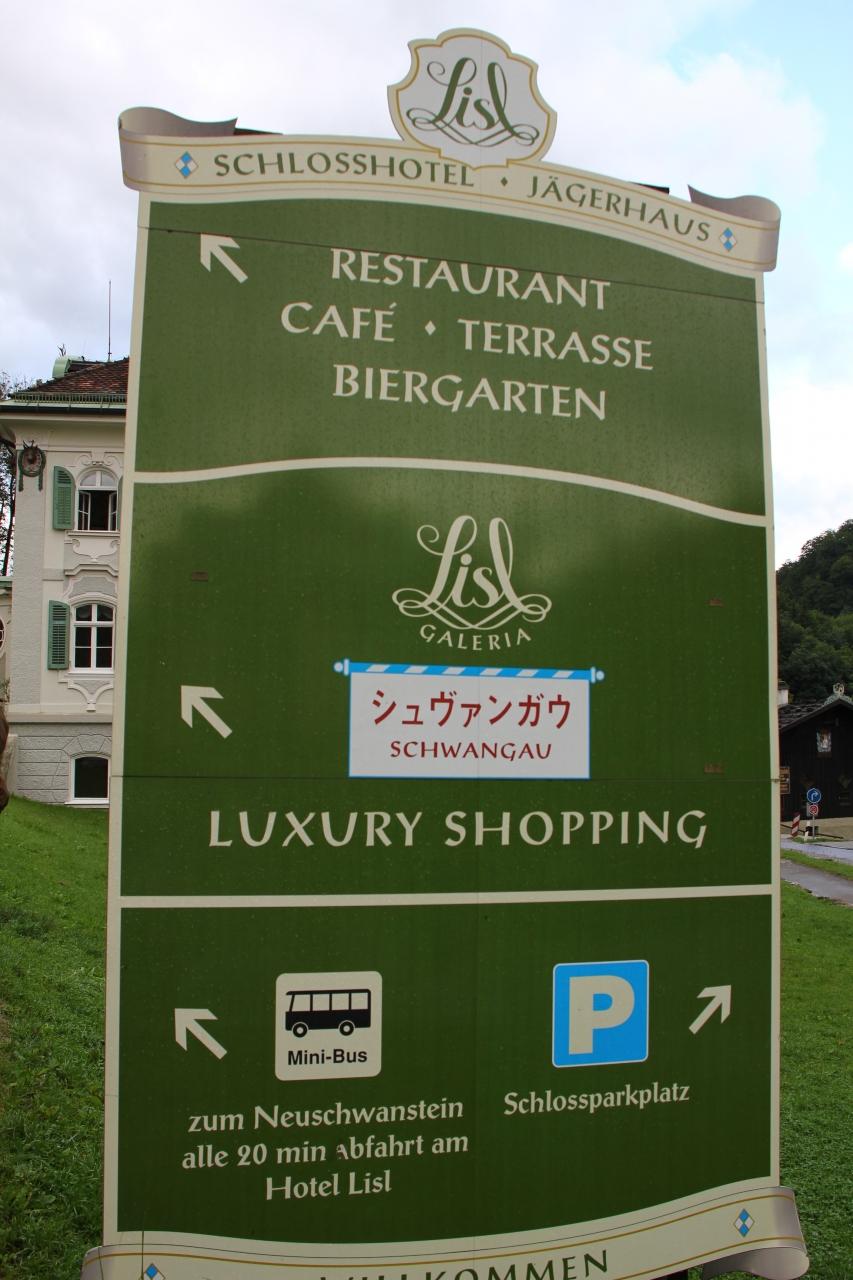 Lisl
SCHLOSSHOTEL · JÄGERHAUS
RESTAURANT
CAFÉ · TERRASSE
BIERGARTEN
Lisl
GALERIA
シュヴァンガウ
SCHWANGAU
LUXURY SHOPPING
Mini-Bus
P
zum Neuschwanstein
alle 20 min Abfahrt am
Hotel Lisl
Schlossparkplatz